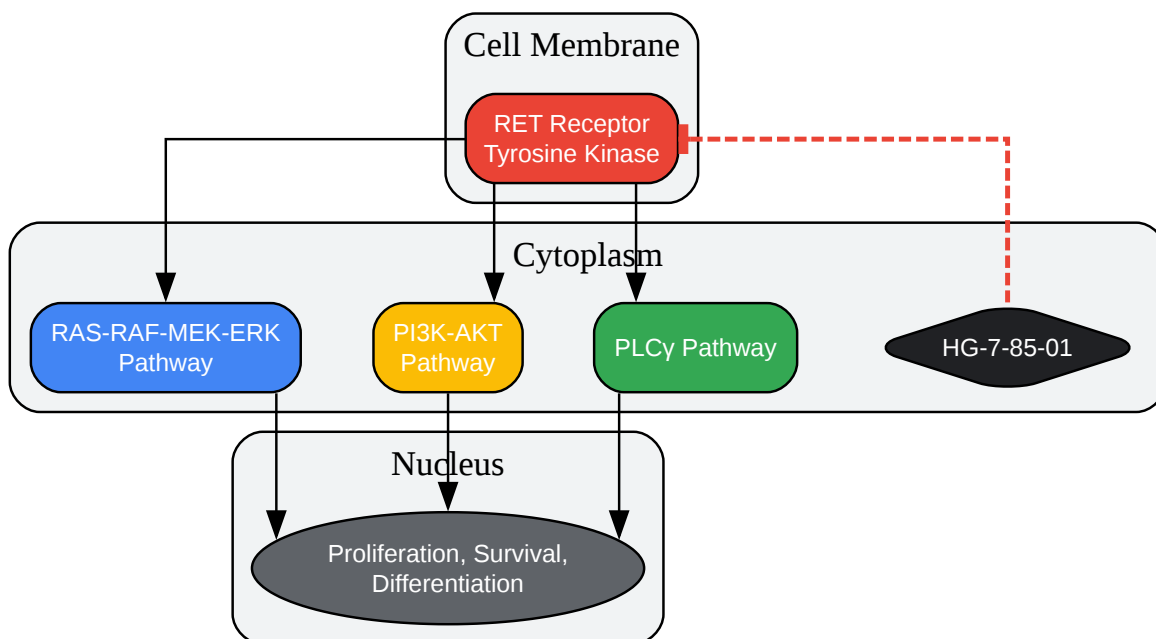 Cell Membrane
RET Receptor
Tyrosine Kinase
Cytoplasm
RAS-RAF-MEK-ERK
Pathway
PI3K-AKT
Pathway
PLCγ Pathway
HG-7-85-01
Nucleus
Proliferation, Survival,
Differentiation